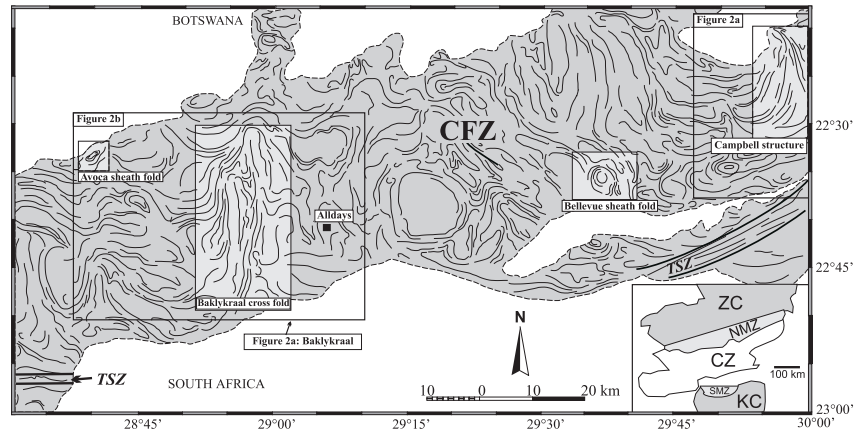 BOTSWANA
Figure 2a
Figure 2b
CFZ
22°30'
Campbell structure
Avoca sheath fold
Bellevue sheath fold
Alldays
TSZ
22°45'
Baklykraal cross fold
ZC
NMZ
Figure 2a: Baklykraal
N
CZ
100 km
TSZ
SOUTH AFRICA
10 0 10 20 km
SMZ
KC
23°00'
28°45' 29°00' 29°15' 29°30' 29°45' 30°00'